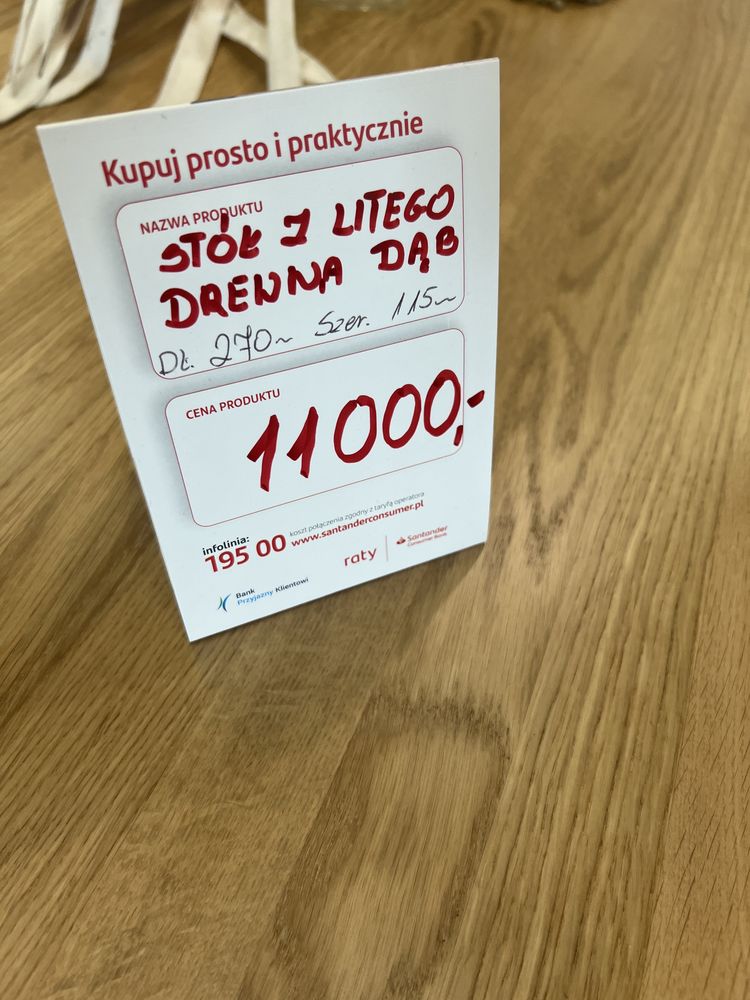 Kupuj prosto i praktycznie
NAZWA PRODUKTU
STÓŁ Z LITEGO
DREWNA DĄB
DŁ. 270~ Szer. 115~
CENA PRODUKTU
11000,-
infolinia: koszt połączenia zgodny z taryfą operatora
195 00 www.santanderconsumer.pl
raty Santander
Consumer Bank
Bank
Przyjazny Klientowi